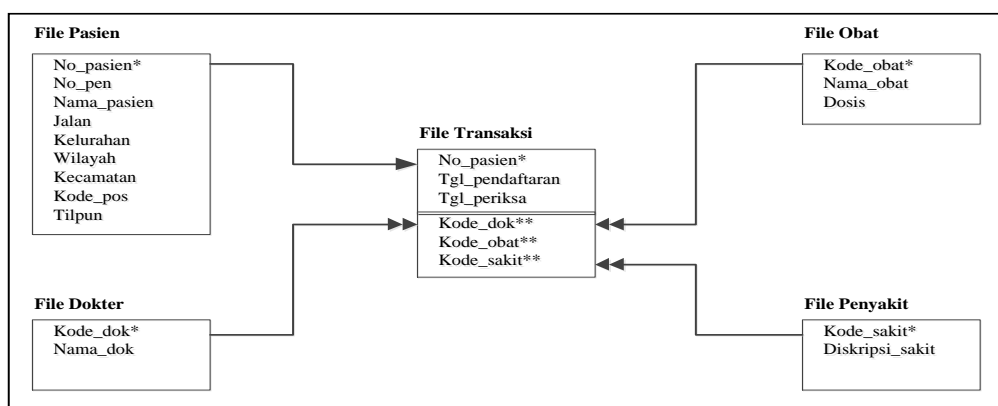 File Pasien
No_pasien*
No_pen
Nama_pasien
Jalan
Kelurahan
Wilayah
Kecamatan
Kode_pos
Tilpun
File Dokter
Kode_dok*
Nama_dok
File Transaksi
No_pasien*
Tgl_pendaftaran
Tgl_periksa
Kode_dok**
Kode_obat**
Kode_sakit**
File Obat
Kode_obat*
Nama_obat
Dosis
File Penyakit
Kode_sakit*
Diskripsi_sakit